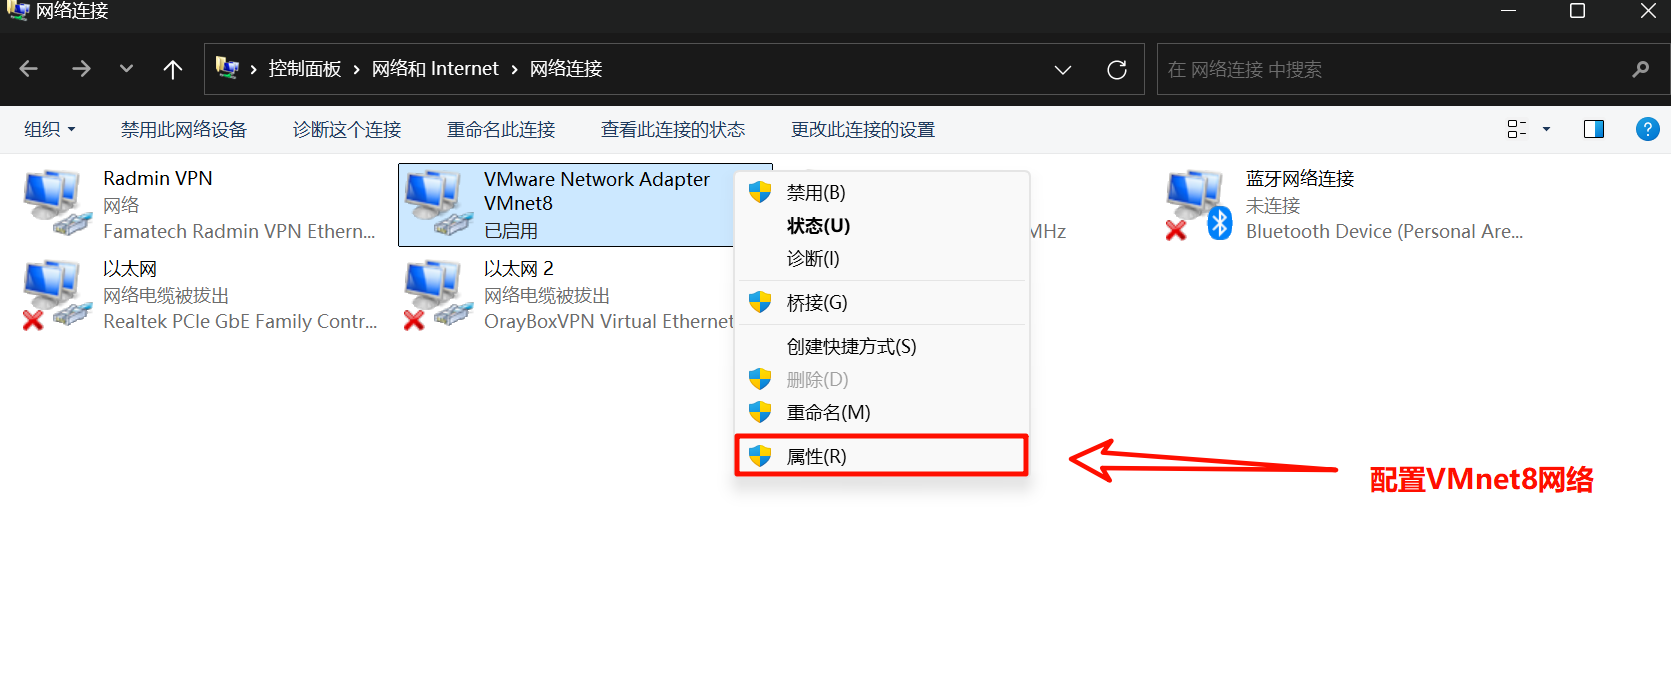 网络连接
控制面板 › 网络和 Internet › 网络连接
在 网络连接 中搜索
组织
禁用此网络设备
诊断这个连接
重命名此连接
查看此连接的状态
更改此连接的设置
?
Radmin VPN
网络
Famatech Radmin VPN Ethern...
VMware Network Adapter
VMnet8
已启用
MHz
蓝牙网络连接
未连接
Bluetooth Device (Personal Are...
以太网
网络电缆被拔出
Realtek PCIe GbE Family Contr...
以太网 2
网络电缆被拔出
OrayBoxVPN Virtual Ethernet
禁用(B)
状态(U)
诊断(I)
桥接(G)
创建快捷方式(S)
删除(D)
重命名(M)
属性(R)
配置VMnet8网络